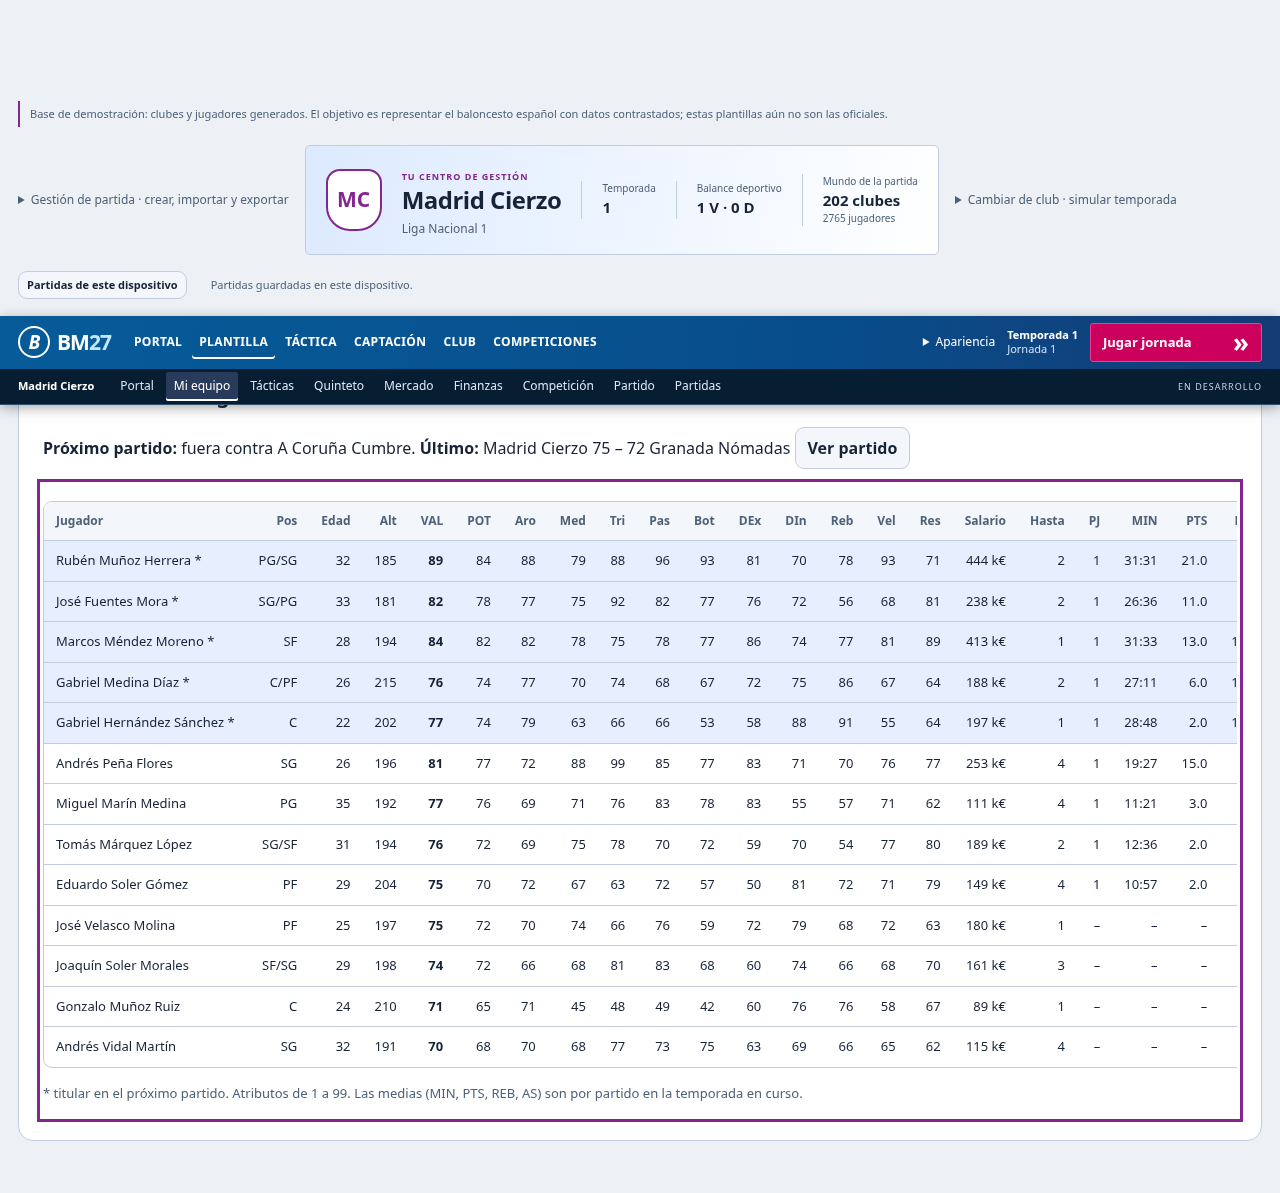 Base de demostración: clubes y jugadores generados. El objetivo es representar el baloncesto español con datos contrastados; estas plantillas aún no son las oficiales.
Gestión de partida · crear, importar y exportar
MC
TU CENTRO DE GESTIÓN
Madrid Cierzo
Liga Nacional 1
Temporada
1
Balance deportivo
1 V · 0 D
Mundo de la partida
202 clubes
2765 jugadores
Cambiar de club · simular temporada
Partidas de este dispositivo Partidas guardadas en este dispositivo.
B BM27 PORTAL PLANTILLA TÁCTICA CAPTACIÓN CLUB COMPETICIONES Apariencia Temporada 1 Jornada 1 Jugar jornada »
Madrid Cierzo Portal Mi equipo Tácticas Quinteto Mercado Finanzas Competición Partido Partidas EN DESARROLLO
Próximo partido: fuera contra A Coruña Cumbre. Último: Madrid Cierzo 75 – 72 Granada Nómadas Ver partido
Jugador Pos Edad Alt VAL POT Aro Med Tri Pas Bot DEx DIn Reb Vel Res Salario Hasta PJ MIN PTS
Rubén Muñoz Herrera * PG/SG 32 185 89 84 88 79 88 96 93 81 70 78 93 71 444 k€ 2 1 31:31 21.0
José Fuentes Mora * SG/PG 33 181 82 78 77 75 92 82 77 76 72 56 68 81 238 k€ 2 1 26:36 11.0
Marcos Méndez Moreno * SF 28 194 84 82 82 78 75 78 77 86 74 77 81 89 413 k€ 1 1 31:33 13.0 1
Gabriel Medina Díaz * C/PF 26 215 76 74 77 70 74 68 67 72 75 86 67 64 188 k€ 2 1 27:11 6.0 1
Gabriel Hernández Sánchez * C 22 202 77 74 79 63 66 66 53 58 88 91 55 64 197 k€ 1 1 28:48 2.0 1
Andrés Peña Flores SG 26 196 81 77 72 88 99 85 77 83 71 70 76 77 253 k€ 4 1 19:27 15.0
Miguel Marín Medina PG 35 192 77 76 69 71 76 83 78 83 55 57 71 62 111 k€ 4 1 11:21 3.0
Tomás Márquez López SG/SF 31 194 76 72 69 75 78 70 72 59 70 54 77 80 189 k€ 2 1 12:36 2.0
Eduardo Soler Gómez PF 29 204 75 70 72 67 63 72 57 50 81 72 71 79 149 k€ 4 1 10:57 2.0
José Velasco Molina PF 25 197 75 72 70 74 66 76 59 72 79 68 72 63 180 k€ 1 – – –
Joaquín Soler Morales SF/SG 29 198 74 72 66 68 81 83 68 60 74 66 68 70 161 k€ 3 – – –
Gonzalo Muñoz Ruiz C 24 210 71 65 71 45 48 49 42 60 76 76 58 67 89 k€ 1 – – –
Andrés Vidal Martín SG 32 191 70 68 70 68 77 73 75 63 69 66 65 62 115 k€ 4 – – –
* titular en el próximo partido. Atributos de 1 a 99. Las medias (MIN, PTS, REB, AS) son por partido en la temporada en curso.